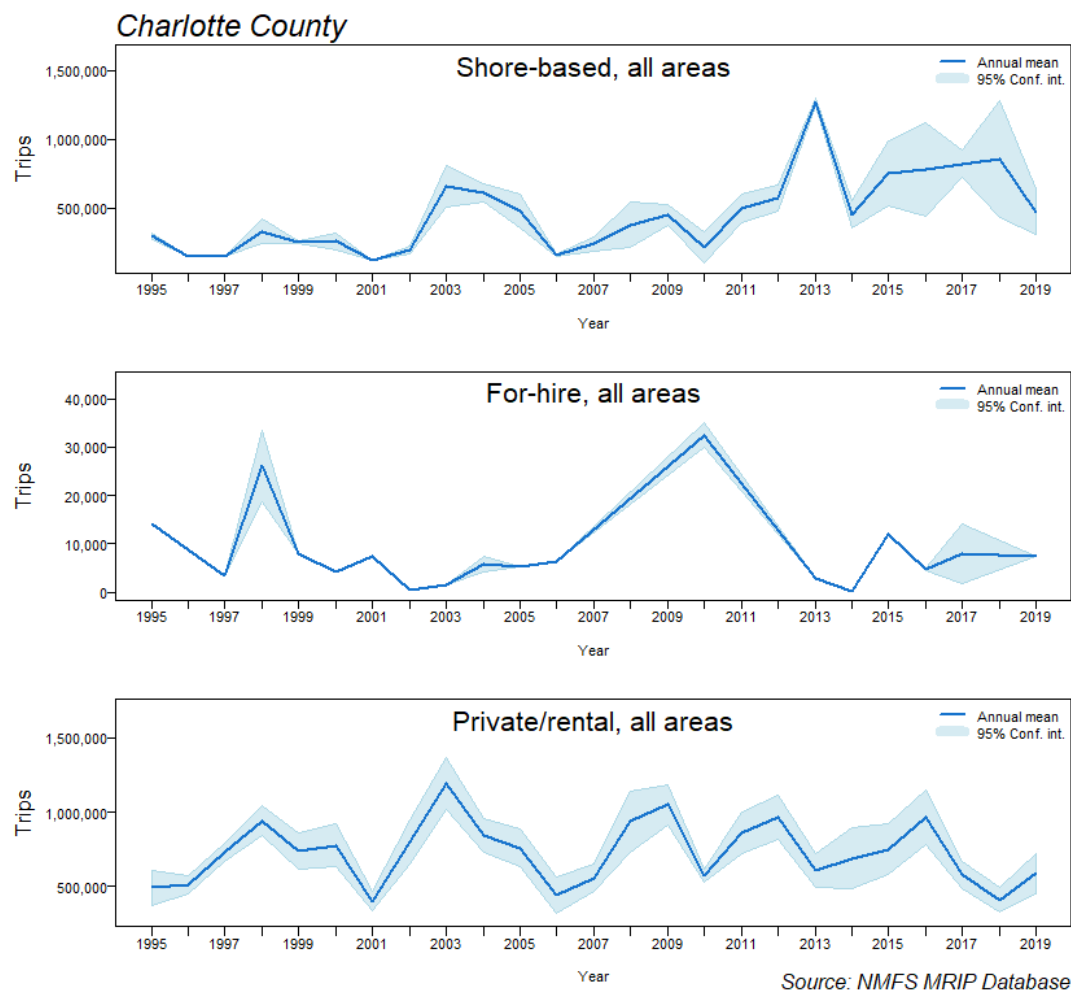 Charlotte County
Shore-based, all areas
Annual mean
95% Conf. int.
Trips
1,500,000
1,000,000
500,000
1995 1997 1999 2001 2003 2005 2007 2009 2011 2013 2015 2017 2019
Year
For-hire, all areas
Annual mean
95% Conf. int.
Trips
40,000
30,000
20,000
10,000
0
1995 1997 1999 2001 2003 2005 2007 2009 2011 2013 2015 2017 2019
Year
Private/rental, all areas
Annual mean
95% Conf. int.
Trips
1,500,000
1,000,000
500,000
1995 1997 1999 2001 2003 2005 2007 2009 2011 2013 2015 2017 2019
Year
Source: NMFS MRIP Database